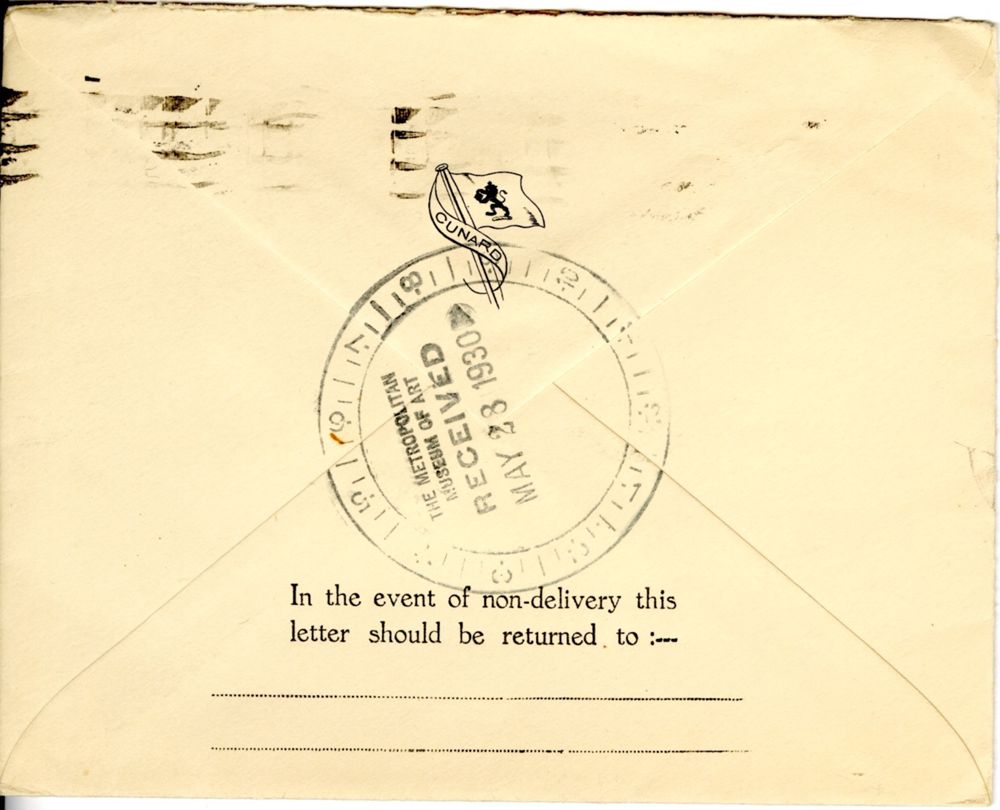 CUNARD
THE METROPOLITAN
MUSEUM OF ART
RECEIVED
MAY 28 1930
In the event of non-delivery this
letter should be returned to :--